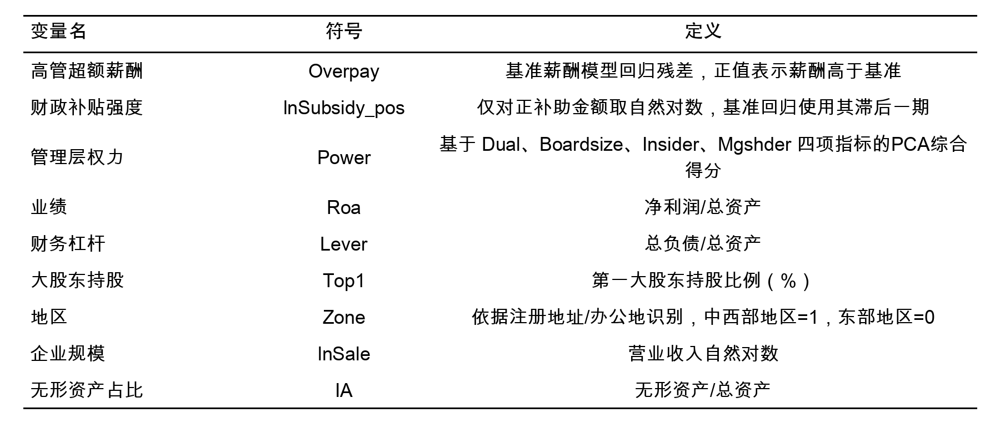 变量名 符号 定义
高管超额薪酬 Overpay 基准薪酬模型回归残差，正值表示薪酬高于基准
财政补贴强度 lnSubsidy_pos 仅对正补助金额取自然对数，基准回归使用其滞后一期
管理层权力 Power 基于 Dual、Boardsize、Insider、Mgshder 四项指标的PCA综合
得分
业绩 Roa 净利润/总资产
财务杠杆 Lever 总负债/总资产
大股东持股 Top1 第一大股东持股比例（%）
地区 Zone 依据注册地址/办公地识别，中西部地区=1，东部地区=0
企业规模 lnSale 营业收入自然对数
无形资产占比 IA 无形资产/总资产